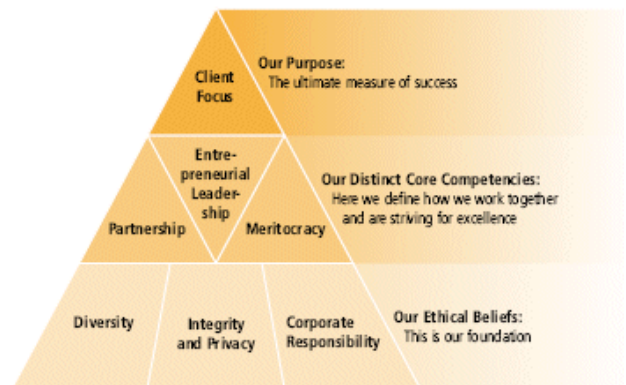 Client
Focus
Our Purpose:
The ultimate measure of success
Entre-
preneurial
Leader-
ship
Partnership
Meritocracy
Our Distinct Core Competencies:
Here we define how we work together
and are striving for excellence
Diversity
Integrity
and Privacy
Corporate
Responsibility
Our Ethical Beliefs:
This is our foundation